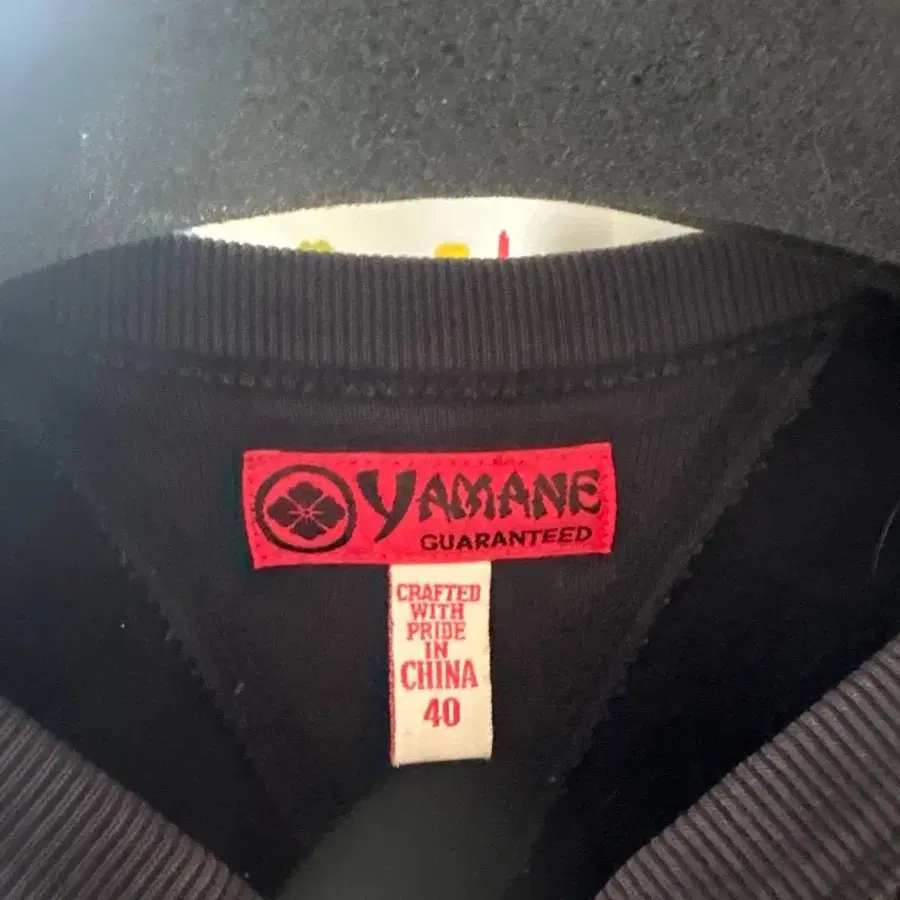 YAMANE
GUARANTEED
CRAFTED
WITH
PRIDE
IN
CHINA
40